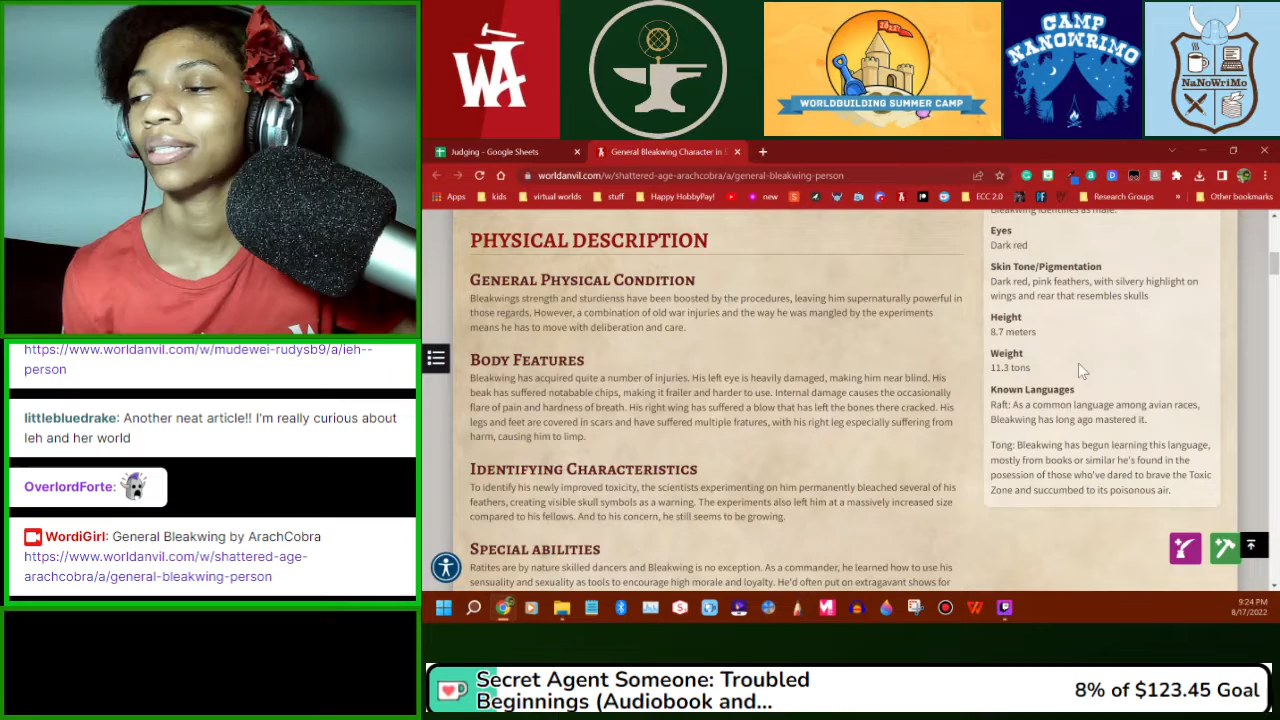 WA
2022
WORLDBUILDING SUMMER CAMP
CAMP
NANOWRIMO
NaNoWriMo
Judging - Google Sheets
General Bleakwing Character in S
worldanvil.com/w/shattered-age-arachcobra/a/general-bleakwing-person
Apps
kids
virtual worlds
stuff
Happy HobbyPay!
new
ECC 2.0
Research Groups
Other bookmarks
PHYSICAL DESCRIPTION
General Physical Condition
Bleakwings strength and sturdienss have been boosted by the procedures, leaving him supernaturally powerful in
those regards. However, a combination of old war injuries and the way he was mangled by the experiments
means he has to move with deliberation and care.
Body Features
Bleakwing has acquired quite a number of injuries. His left eye is heavily damaged, making him near blind. His
beak has suffered notabable chips, making it frailer and harder to use. Internal damage causes the occasionally
flare of pain and hardness of breath. His right wing has suffered a blow that has left the bones there cracked. His
legs and feet are covered in scars and have suffered multiple fratures, with his right leg especially suffering from
harm, causing him to limp.
Identifying Characteristics
To identify his newly improved toxicity, the scientists experimenting on him permanently bleached several of his
feathers, creating visible skull symbols as a warning. The experiments also left him at a massively increased size
compared to his fellows. And to his concern, he still seems to be growing.
Special abilities
Ratites are by nature skilled dancers and Bleakwing is no exception. As a commander, he learned how to use his
sensuality and sexuality as tools to encourage high morale and loyalty. He'd often put on extragavant shows for
Bleakwing identifies as male.
Eyes
Dark red
Skin Tone/Pigmentation
Dark red, pink feathers, with silvery highlight on
wings and rear that resembles skulls
Height
8.7 meters
Weight
11.3 tons
Known Languages
Raft: As a common language among avian races,
Bleakwing has long ago mastered it.
Tong: Bleakwing has begun learning this language,
mostly from books or similar he's found in the
posession of those who've dared to brave the Toxic
Zone and succumbed to its poisonous air.
https://www.worldanvil.com/w/mudewei-rudysb9/a/ieh--
person
littlebluedrake: Another neat article!! I'm really curious about
Ieh and her world
OverlordForte:
WordiGirl: General Bleakwing by ArachCobra
https://www.worldanvil.com/w/shattered-age-
arachcobra/a/general-bleakwing-person
9:24 PM
8/17/2022
Secret Agent Someone: Troubled
Beginnings (Audiobook and...
8% of $123.45 Goal